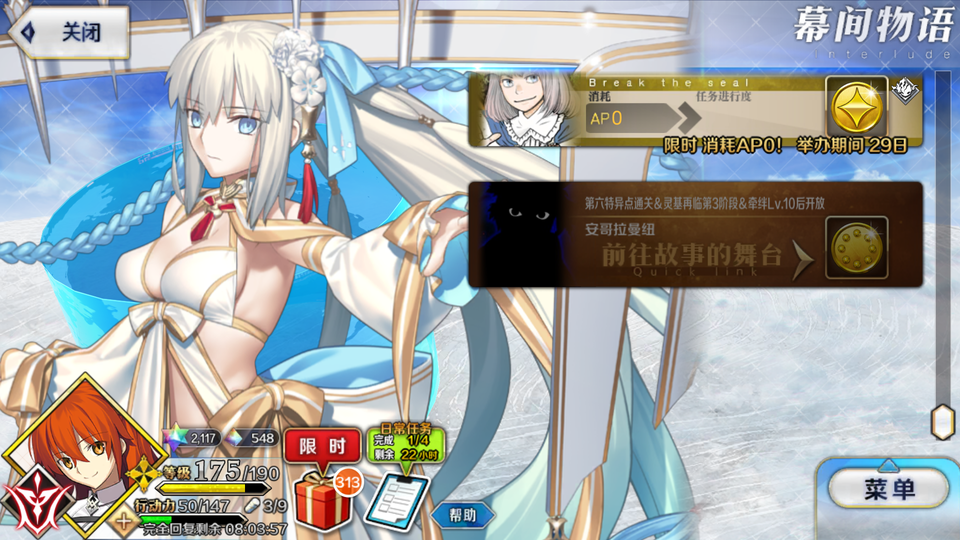 关闭
幕间物语
Interlude
Break the seal
消耗
任务进行度
AP0
限时 消耗AP0! 举办期间 29日
第六特异点通关&灵基再临第3阶段&牵绊Lv.10后开放
安哥拉曼纽
前往故事的舞台
Quick link
2,117
548
限时
日常任务
完成 1/4
剩余 22小时
等级 175/190
313
行动力 50/147
3/9
完全回复剩余 08:03:57
帮助
菜单